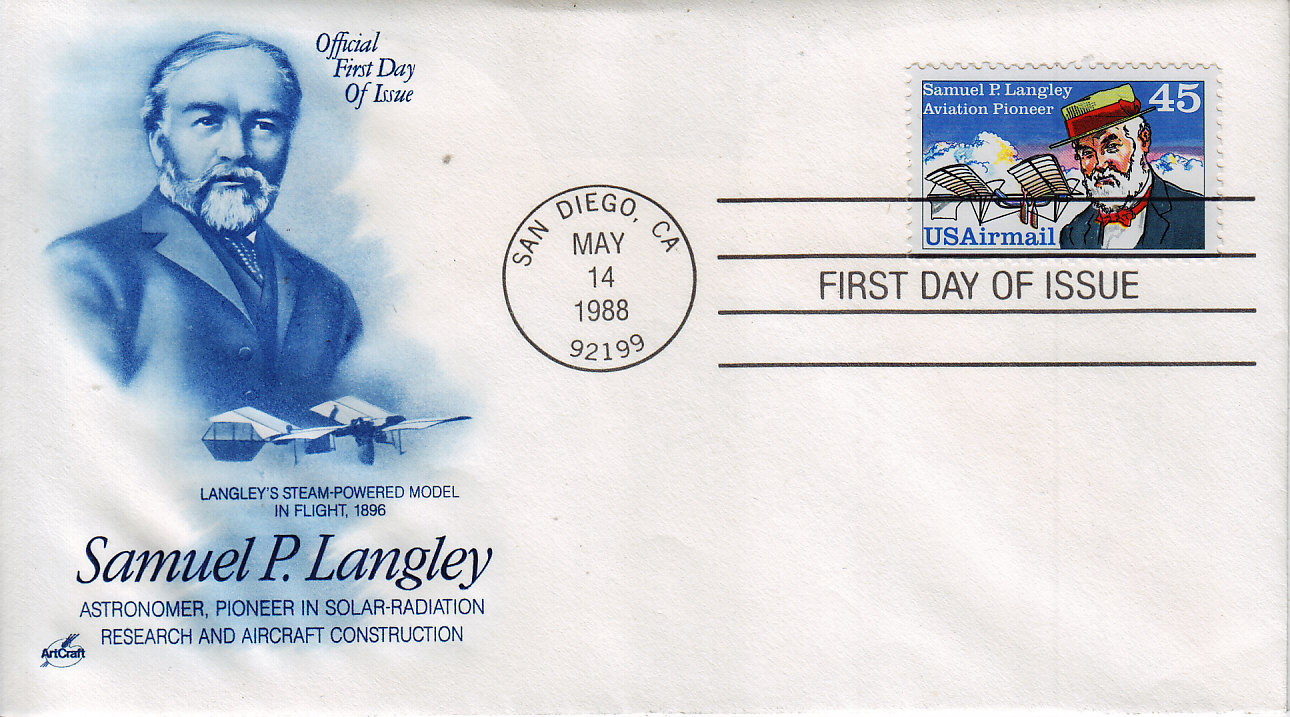 Official
First Day
Of Issue
Samuel P. Langley
Aviation Pioneer
45
USAirmail
SAN DIEGO, CA
MAY
14
1988
92199
FIRST DAY OF ISSUE
LANGLEY'S STEAM-POWERED MODEL
IN FLIGHT, 1896
Samuel P. Langley
ASTRONOMER, PIONEER IN SOLAR-RADIATION
RESEARCH AND AIRCRAFT CONSTRUCTION
ArtCraft